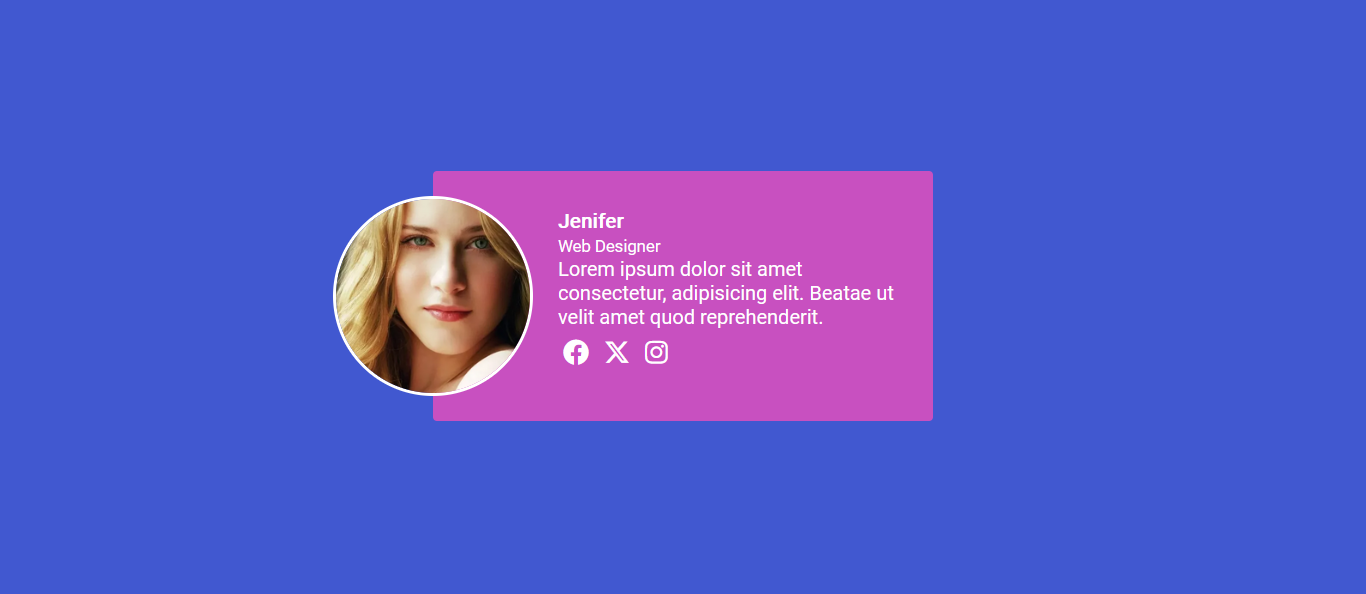 Jenifer
Web Designer
Lorem ipsum dolor sit amet
consectetur, adipisicing elit. Beatae ut
velit amet quod reprehenderit.